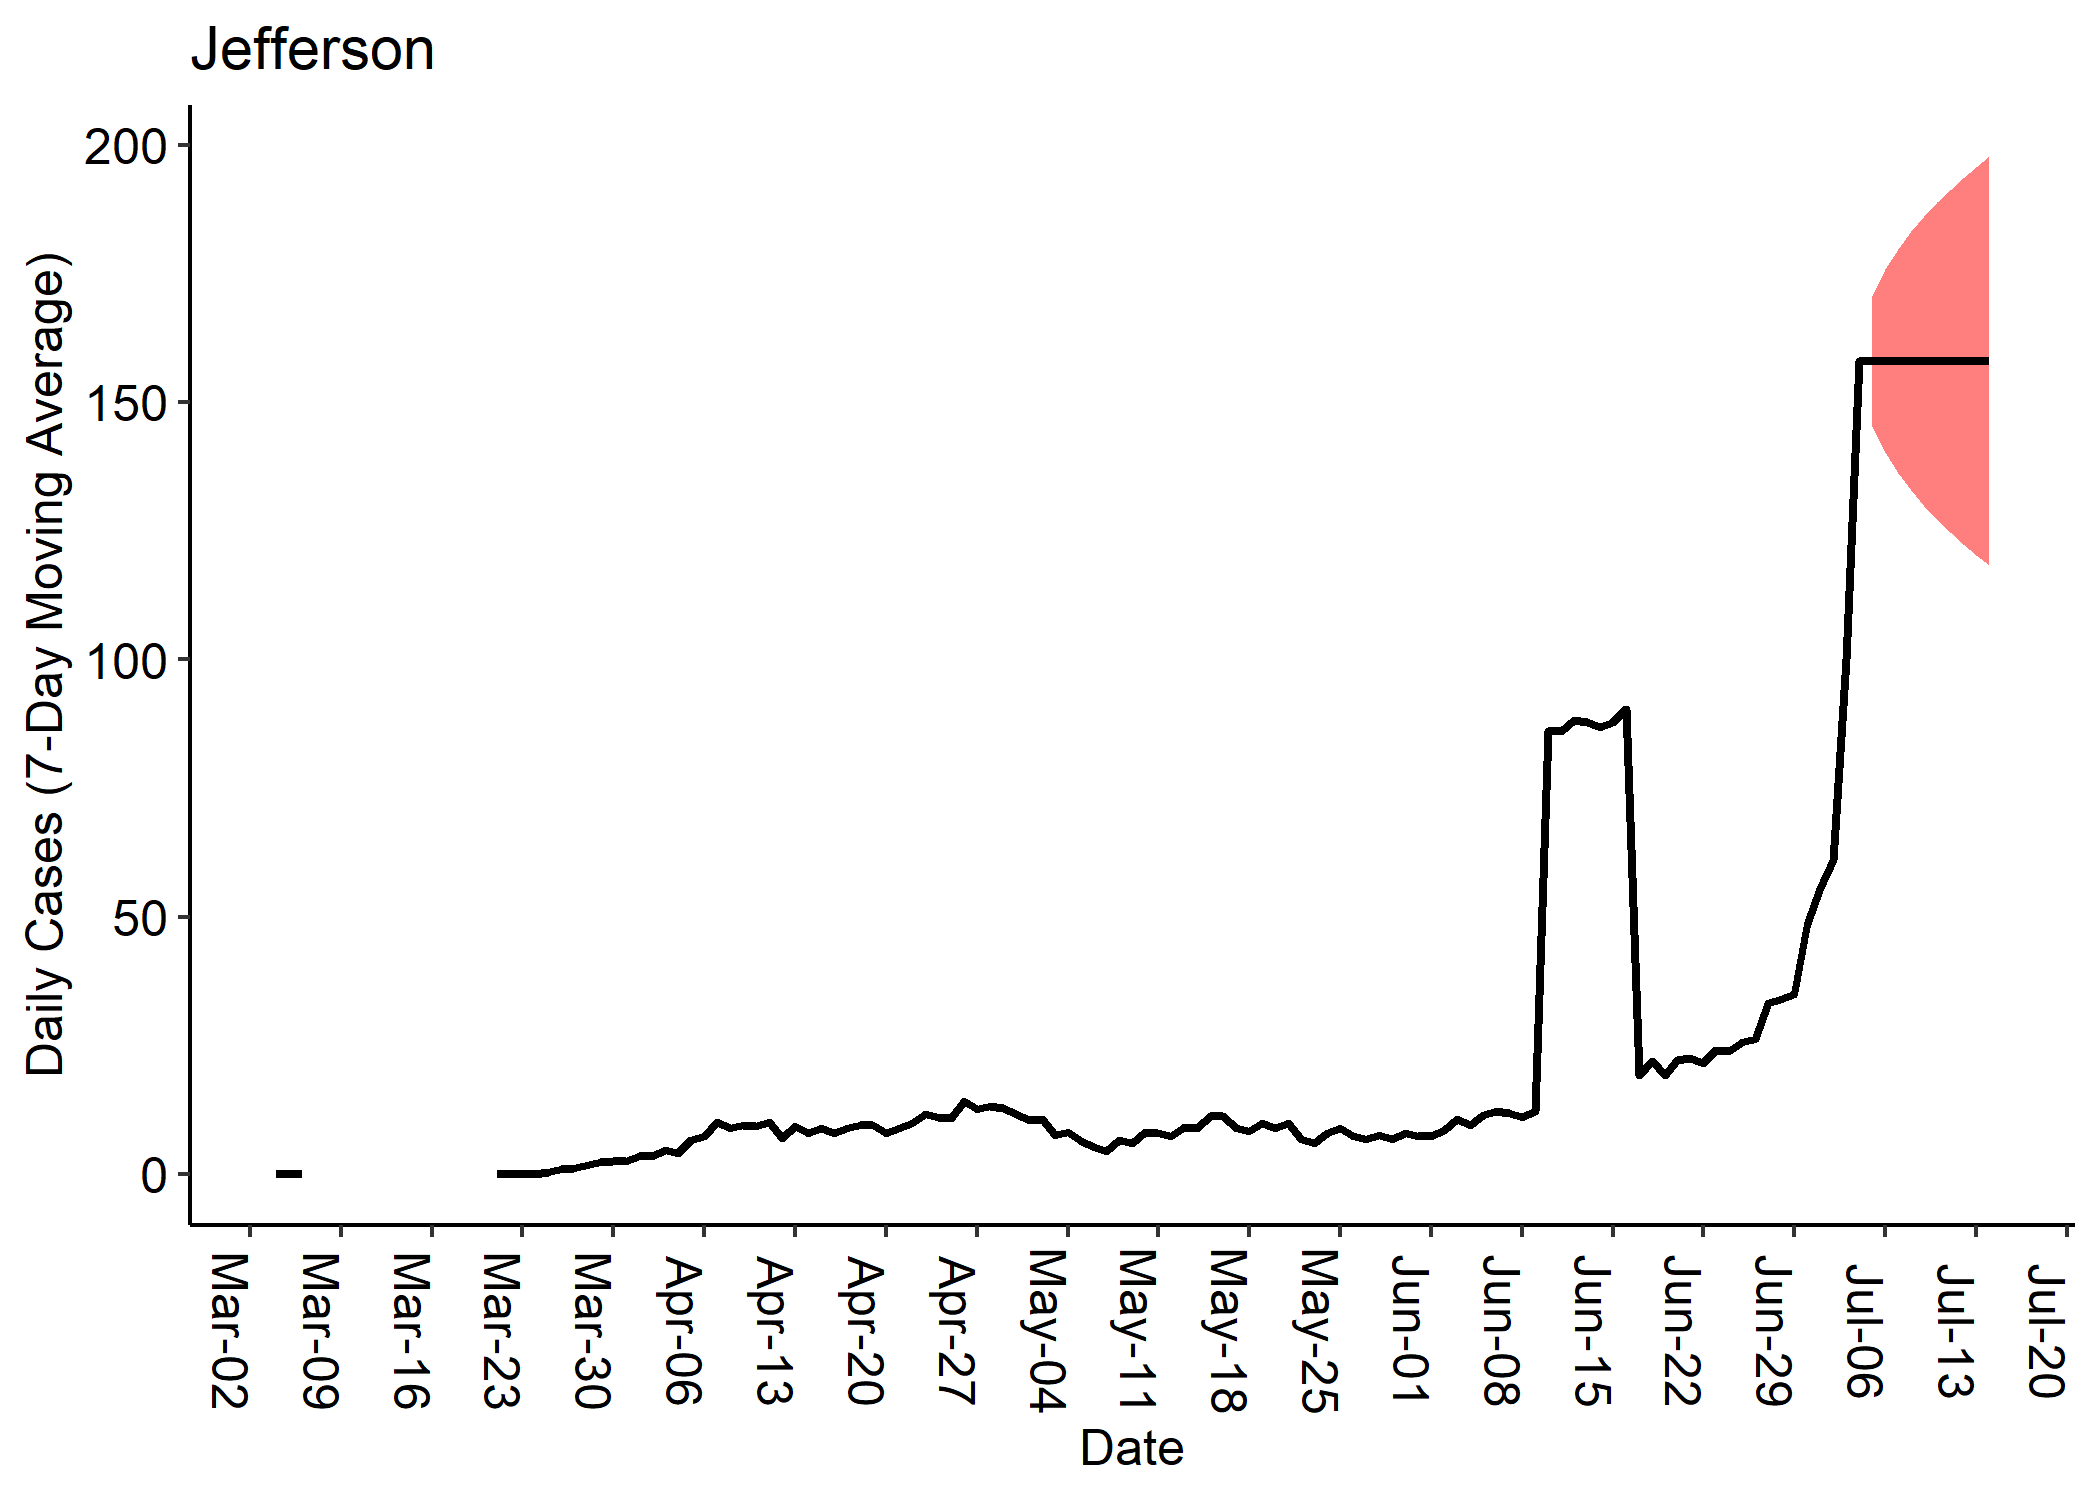 Jefferson
Daily Cases (7-Day Moving Average)
200
150
100
50
0
Mar-02
Mar-09
Mar-16
Mar-23
Mar-30
Apr-06
Apr-13
Apr-20
Apr-27
May-04
May-11
May-18
May-25
Jun-01
Jun-08
Jun-15
Jun-22
Jun-29
Jul-06
Jul-13
Jul-20
Date